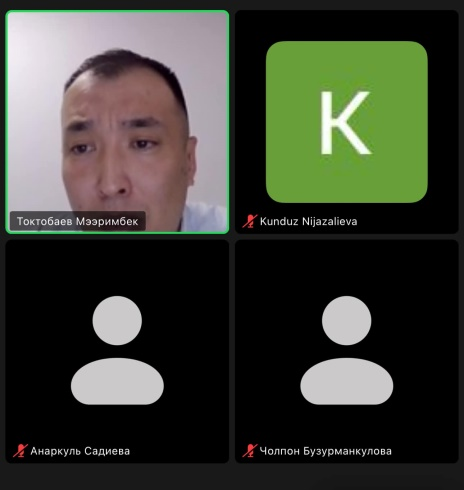 K
Токтобаев Мээримбек
Kunduz Nijazalieva
Анаркуль Садиева
Чолпон Бузурманкулова